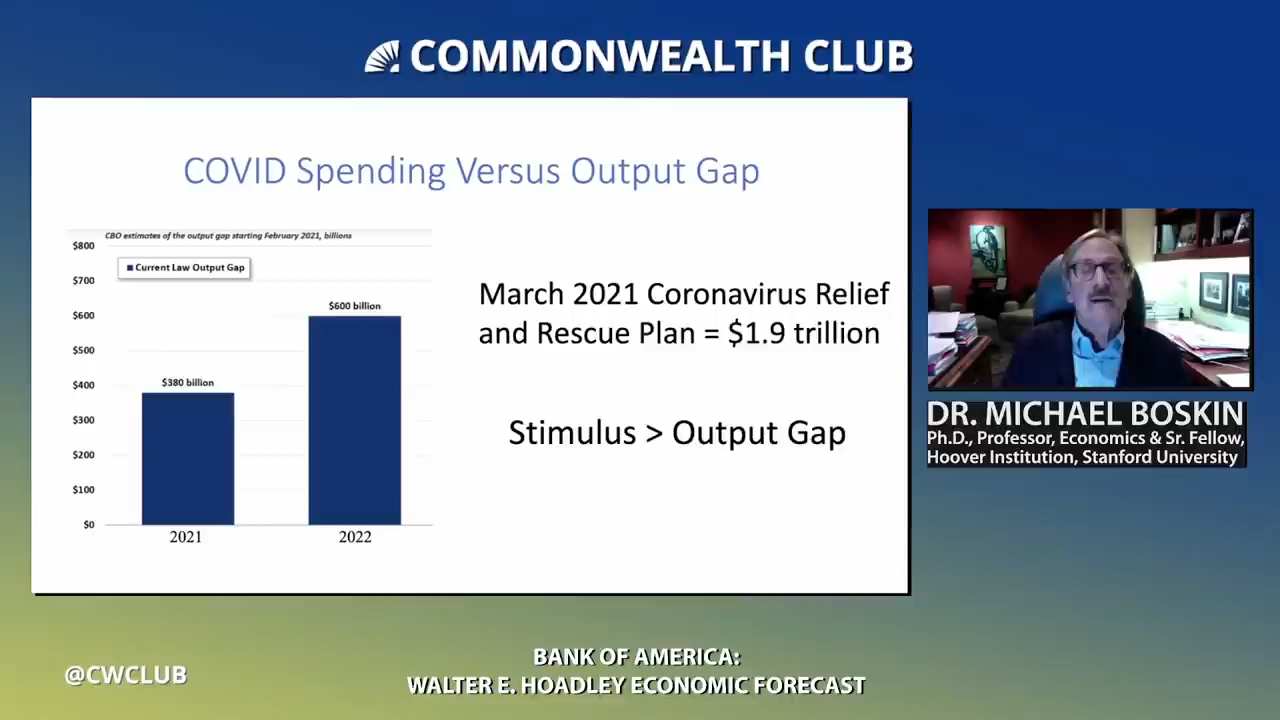 COMMONWEALTH CLUB
COVID Spending Versus Output Gap
CBO estimates of the output gap starting February 2021, billions
$800
$700
$600
$500
$400
$300
$200
$100
$0
Current Law Output Gap
$380 billion
$600 billion
2021
2022
March 2021 Coronavirus Relief
and Rescue Plan = $1.9 trillion
Stimulus > Output Gap
DR. MICHAEL BOSKIN
Ph.D., Professor, Economics & Sr. Fellow,
Hoover Institution, Stanford University
@CWCLUB
BANK OF AMERICA:
WALTER E. HOADLEY ECONOMIC FORECAST